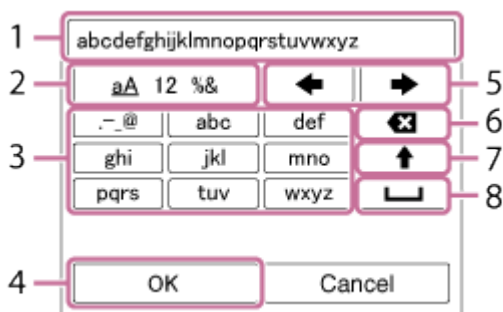 1 abcdefghijklmnopqrstuvwxyz
2 aA 12 %& 5
.-_@ abc def 6
3 ghi jkl mno 7
pqrs tuv wxyz 8
4 OK Cancel